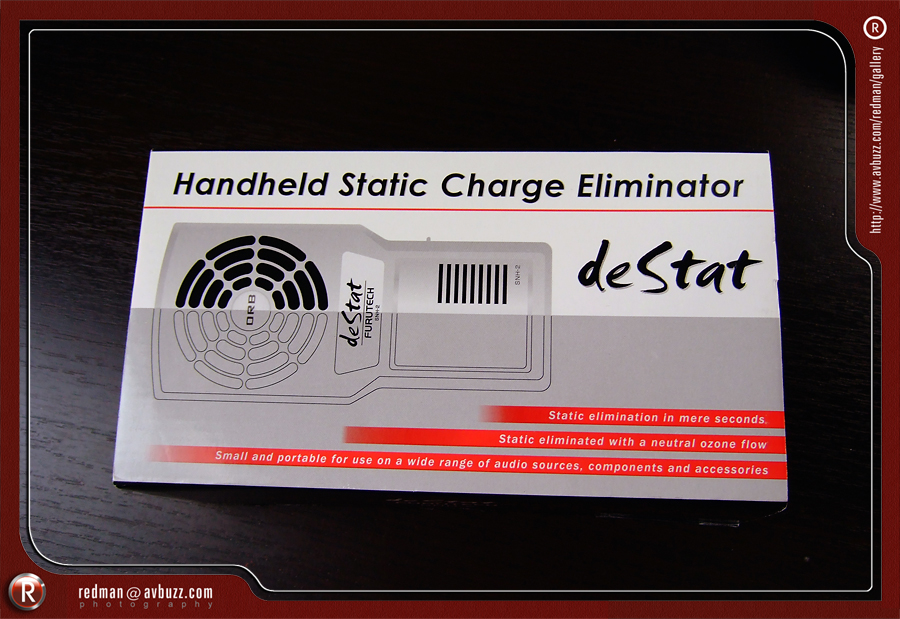 ®
http://www.avbuzz.com/redman/gallery
Handheld Static Charge Eliminator
deStat
SNH-2
ORB
deStat
FURUTECH
SNH-2
Static elimination in mere seconds.
Static eliminated with a neutral ozone flow
Small and portable for use on a wide range of audio sources, components and accessories
R
redman@avbuzz.com
photography